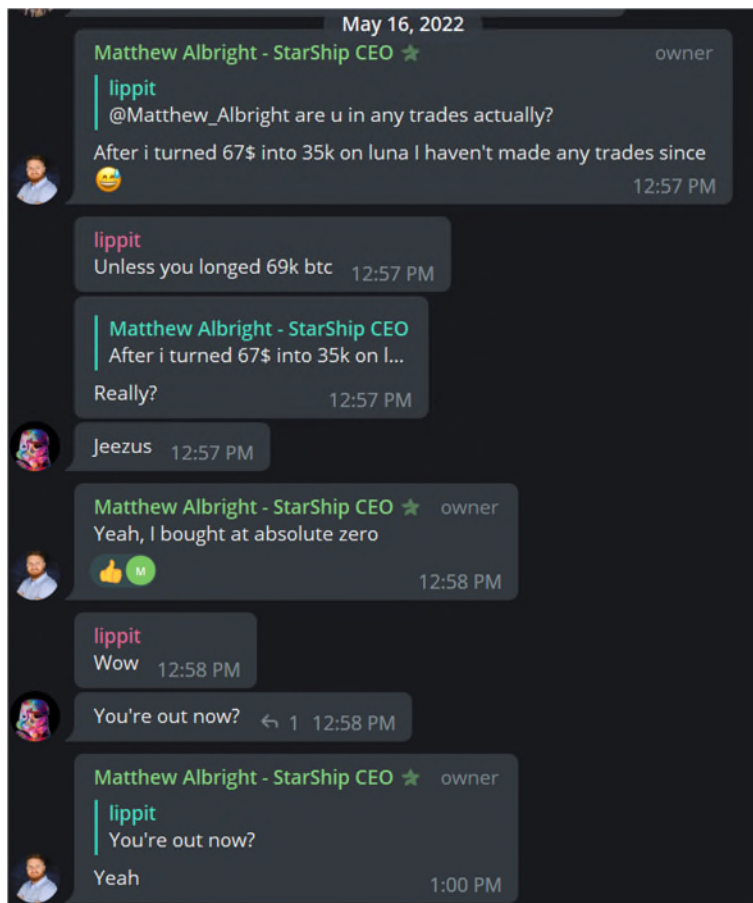 May 16, 2022
Matthew Albright - StarShip CEO owner
lippit
@Matthew_Albright are u in any trades actually?
After i turned 67$ into 35k on luna I haven't made any trades since
😅
12:57 PM
lippit
Unless you longed 69k btc 12:57 PM
Matthew Albright - StarShip CEO
After i turned 67$ into 35k on l...
Really? 12:57 PM
Jeezus 12:57 PM
Matthew Albright - StarShip CEO owner
Yeah, I bought at absolute zero
👍 M
12:58 PM
lippit
Wow 12:58 PM
You're out now? 1 12:58 PM
Matthew Albright - StarShip CEO owner
lippit
You're out now?
Yeah 1:00 PM